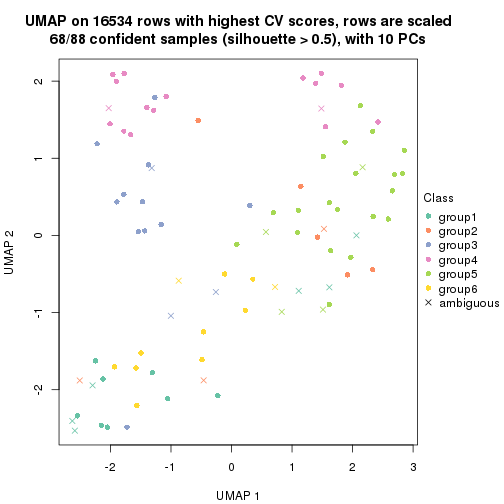 UMAP on 16534 rows with highest CV scores, rows are scaled
68/88 confident samples (silhouette > 0.5), with 10 PCs
2
1
0
-1
-2
UMAP 2
-2
-1
0
1
2
3
UMAP 1
Class
group1
group2
group3
group4
group5
group6
ambiguous